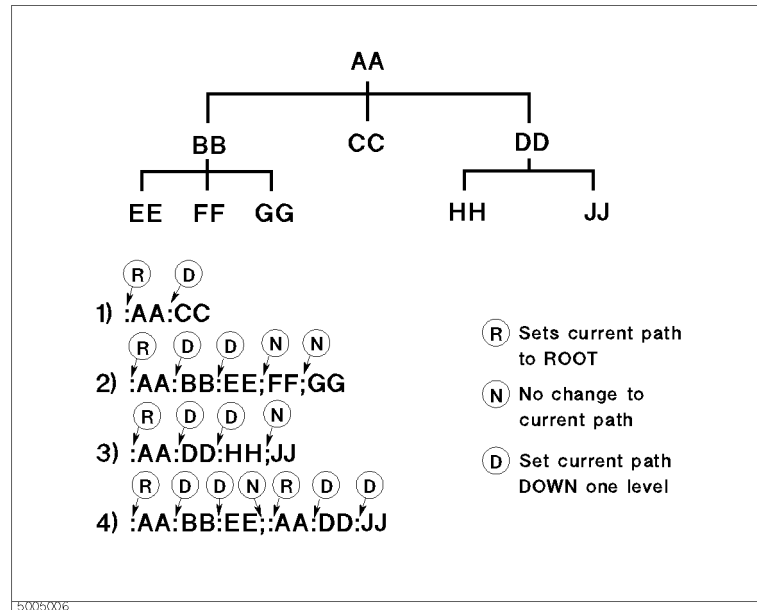 AA
BB CC DD
EE FF GG HH JJ
R D
1) :AA:CC
R D D N N
2) :AA:BB:EE;FF;GG
R D D N
3) :AA:DD:HH;JJ
R D D N R D D
4) :AA:BB:EE;:AA:DD:JJ
R Sets current path
to ROOT
N No change to
current path
D Set current path
DOWN one level
5005006